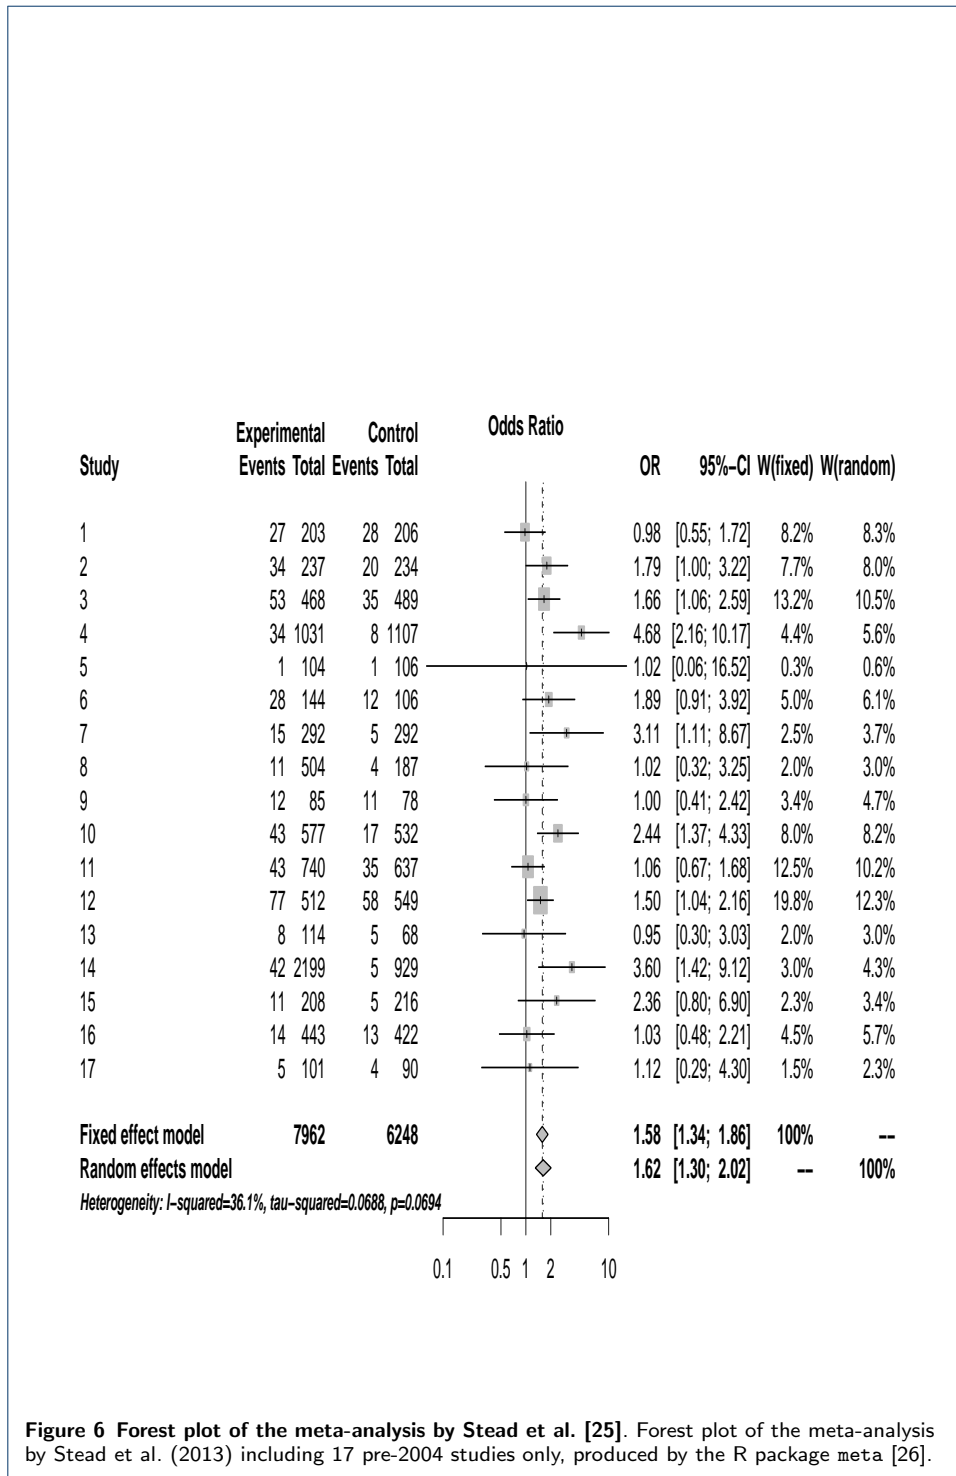 Experimental Control Odds Ratio
Study Events Total Events Total OR 95%−CI W(fixed) W(random)
1 27 203 28 206 0.98 [0.55; 1.72] 8.2% 8.3%
2 34 237 20 234 1.79 [1.00; 3.22] 7.7% 8.0%
3 53 468 35 489 1.66 [1.06; 2.59] 13.2% 10.5%
4 34 1031 8 1107 4.68 [2.16; 10.17] 4.4% 5.6%
5 1 104 1 106 1.02 [0.06; 16.52] 0.3% 0.6%
6 28 144 12 106 1.89 [0.91; 3.92] 5.0% 6.1%
7 15 292 5 292 3.11 [1.11; 8.67] 2.5% 3.7%
8 11 504 4 187 1.02 [0.32; 3.25] 2.0% 3.0%
9 12 85 11 78 1.00 [0.41; 2.42] 3.4% 4.7%
10 43 577 17 532 2.44 [1.37; 4.33] 8.0% 8.2%
11 43 740 35 637 1.06 [0.67; 1.68] 12.5% 10.2%
12 77 512 58 549 1.50 [1.04; 2.16] 19.8% 12.3%
13 8 114 5 68 0.95 [0.30; 3.03] 2.0% 3.0%
14 42 2199 5 929 3.60 [1.42; 9.12] 3.0% 4.3%
15 11 208 5 216 2.36 [0.80; 6.90] 2.3% 3.4%
16 14 443 13 422 1.03 [0.48; 2.21] 4.5% 5.7%
17 5 101 4 90 1.12 [0.29; 4.30] 1.5% 2.3%
Fixed effect model 7962 6248 1.58 [1.34; 1.86] 100% −−
Random effects model 1.62 [1.30; 2.02] −− 100%
Heterogeneity: I−squared=36.1%, tau−squared=0.0688, p=0.0694
0.1 0.5 1 2 10
Figure 6 Forest plot of the meta-analysis by Stead et al. [25]. Forest plot of the meta-analysis
by Stead et al. (2013) including 17 pre-2004 studies only, produced by the R package meta [26].